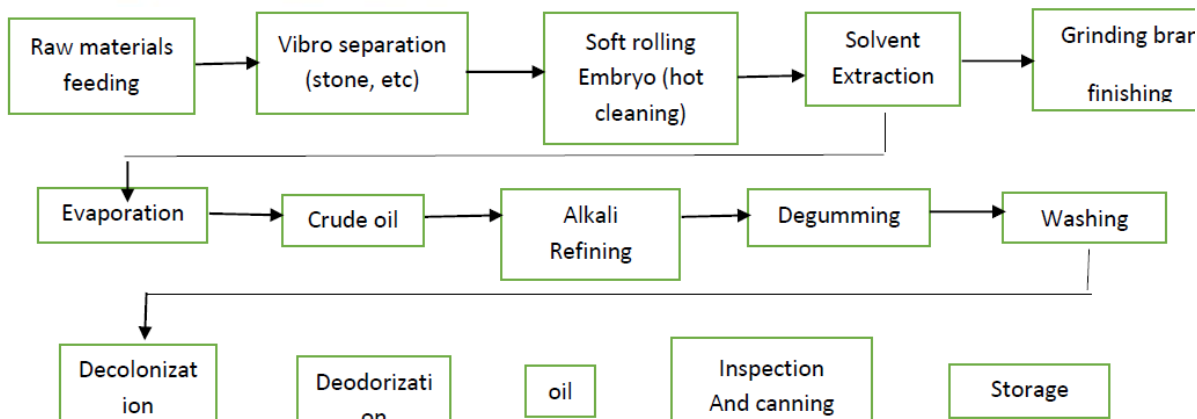 Raw materials
feeding
Vibro separation
(stone, etc)
Soft rolling
Embryo (hot
cleaning)
Solvent
Extraction
Grinding bran
finishing
Evaporation
Crude oil
Alkali
Refining
Degumming
Washing
Decolonizat
ion
Deodorizati
on
oil
Inspection
And canning
Storage